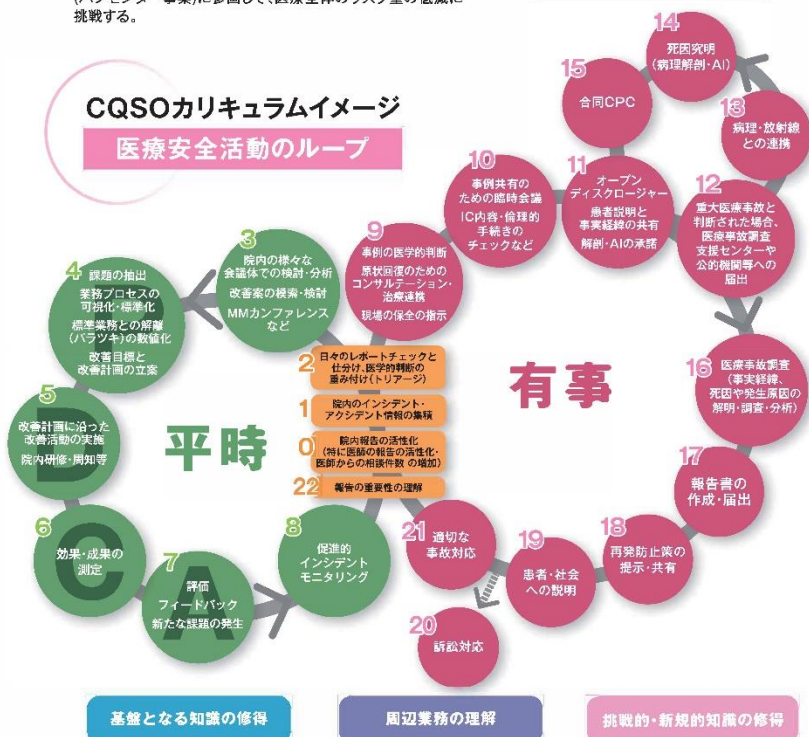 挑戦する。
CQSOカリキュラムイメージ
医療安全活動のループ
平時
有事
2
日々のレポートチェックと
仕分け、医学的判断の
重み付け(トリアージ)
1
院内のインシデント・
アクシデント情報の集積
0
院内報告の活性化
(特に医師の報告の活性化・
医師からの相談件数 の増加)
22
報告の重要性の理解
3
院内の様々な
会議体での検討・分析
改善案の模索・検討
MMカンファレンス
など
4
課題の抽出
業務プロセスの
可視化・標準化
標準業務との乖離
(バラツキ)の数値化
改善目標と
改善計画の立案
P
5
改善計画に沿った
改善活動の実施
院内研修・周知等
D
6
効果・成果の
測定
C
7
評価
フィードバック
新たな課題の発生
A
8
促進的
インシデント
モニタリング
9
事例の医学的判断
原状回復のための
コンサルテーション・
治療連携
現場の保全の指示
10
事例共有の
ための臨時会議
IC内容・倫理的
手続きの
チェックなど
11
オープン
ディスクロージャー
患者説明と
事実経緯の共有
解剖・AIの承諾
12
重大医療事故と
判断された場合、
医療事故調査
支援センターや
公的機関等への
届出
13
病理・放射線
との連携
14
死因究明
(病理解剖・AI)
15
合同CPC
16
医療事故調査
(事実経緯、
死因や発生原因の
解明・調査・分析)
17
報告書の
作成・届出
18
再発防止策の
提示・共有
19
患者・社会
への説明
20
訴訟対応
21
適切な
事故対応
基盤となる知識の修得
周辺業務の理解
挑戦的・新規的知識の修得